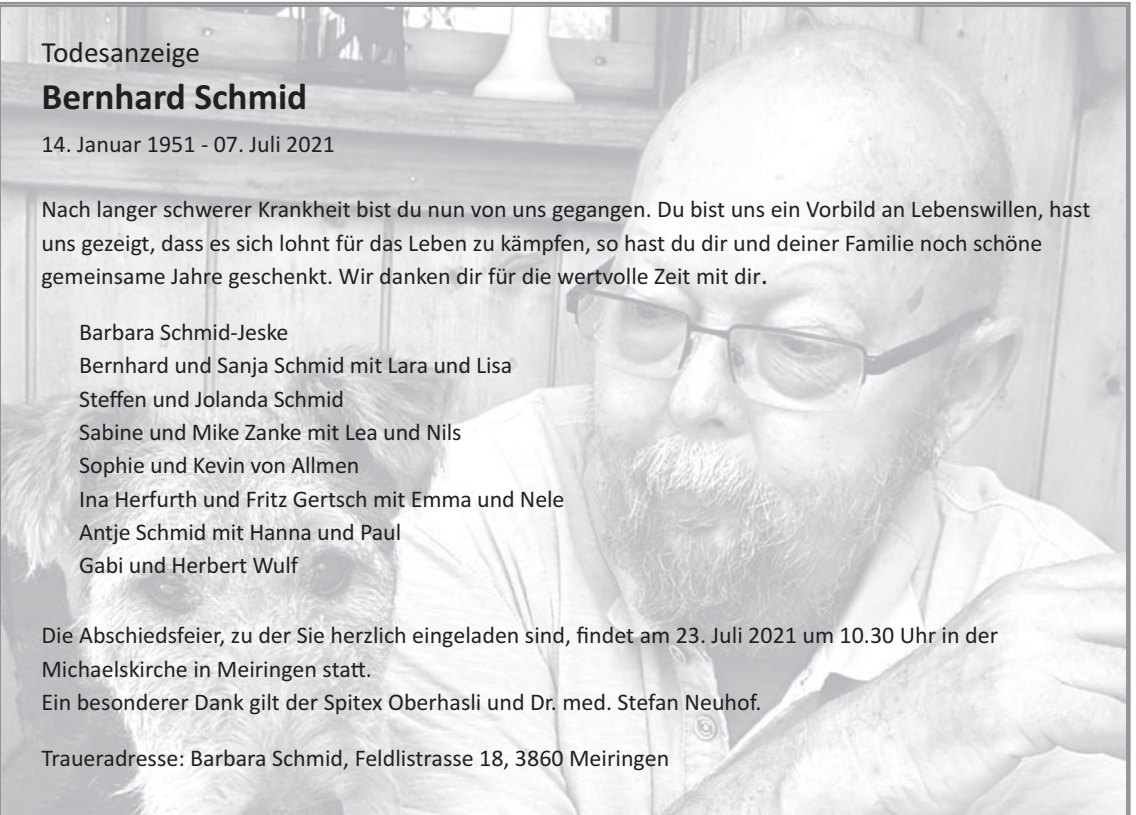 Todesanzeige
Bernhard Schmid
14. Januar 1951 - 07. Juli 2021
Nach langer schwerer Krankheit bist du nun von uns gegangen. Du bist uns ein Vorbild an Lebenswillen, hast
uns gezeigt, dass es sich lohnt für das Leben zu kämpfen, so hast du dir und deiner Familie noch schöne
gemeinsame Jahre geschenkt. Wir danken dir für die wertvolle Zeit mit dir.
Barbara Schmid-Jeske
Bernhard und Sanja Schmid mit Lara und Lisa
Steffen und Jolanda Schmid
Sabine und Mike Zanke mit Lea und Nils
Sophie und Kevin von Allmen
Ina Herfurth und Fritz Gertsch mit Emma und Nele
Antje Schmid mit Hanna und Paul
Gabi und Herbert Wulf
Die Abschiedsfeier, zu der Sie herzlich eingeladen sind, findet am 23. Juli 2021 um 10.30 Uhr in der
Michaelskirche in Meiringen statt.
Ein besonderer Dank gilt der Spitex Oberhasli und Dr. med. Stefan Neuhof.
Traueradresse: Barbara Schmid, Feldlistrasse 18, 3860 Meiringen